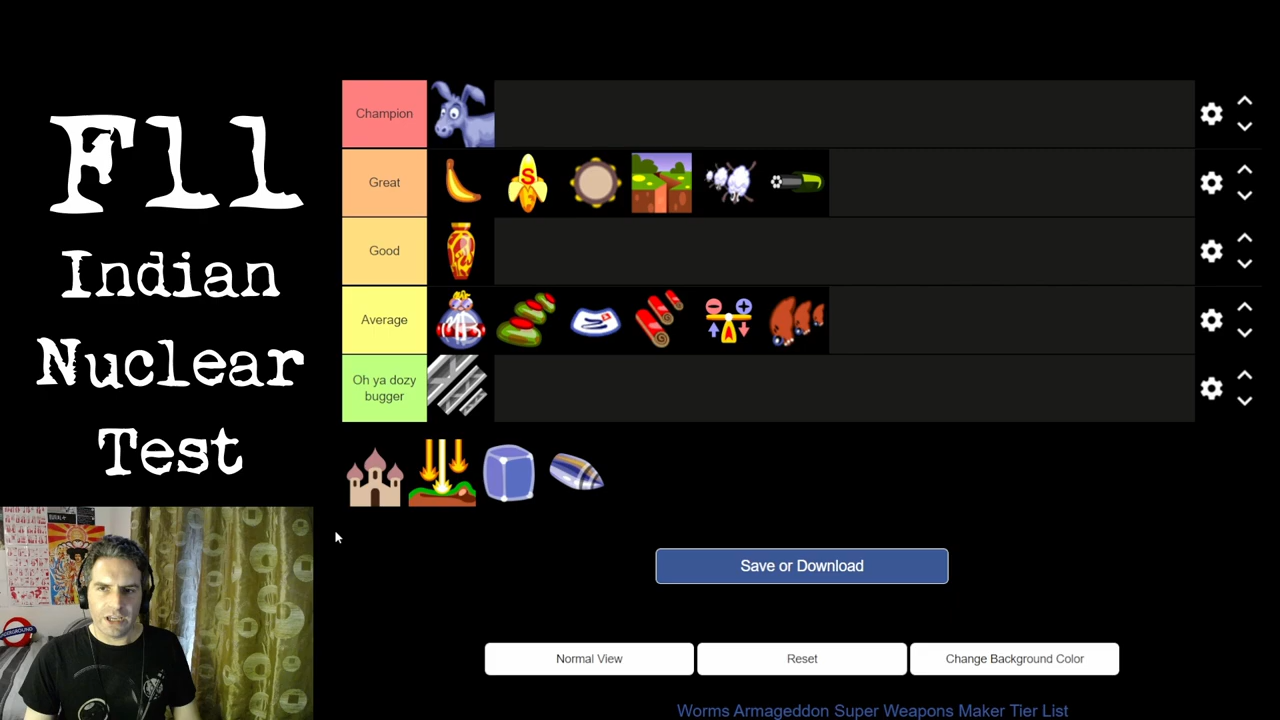 F11
Indian
Nuclear
Test
Champion
Great
Good
Average
Oh ya dozy
bugger
S
MB
Save or Download
Normal View
Reset
Change Background Color
Worms Armageddon Super Weapons Maker Tier List